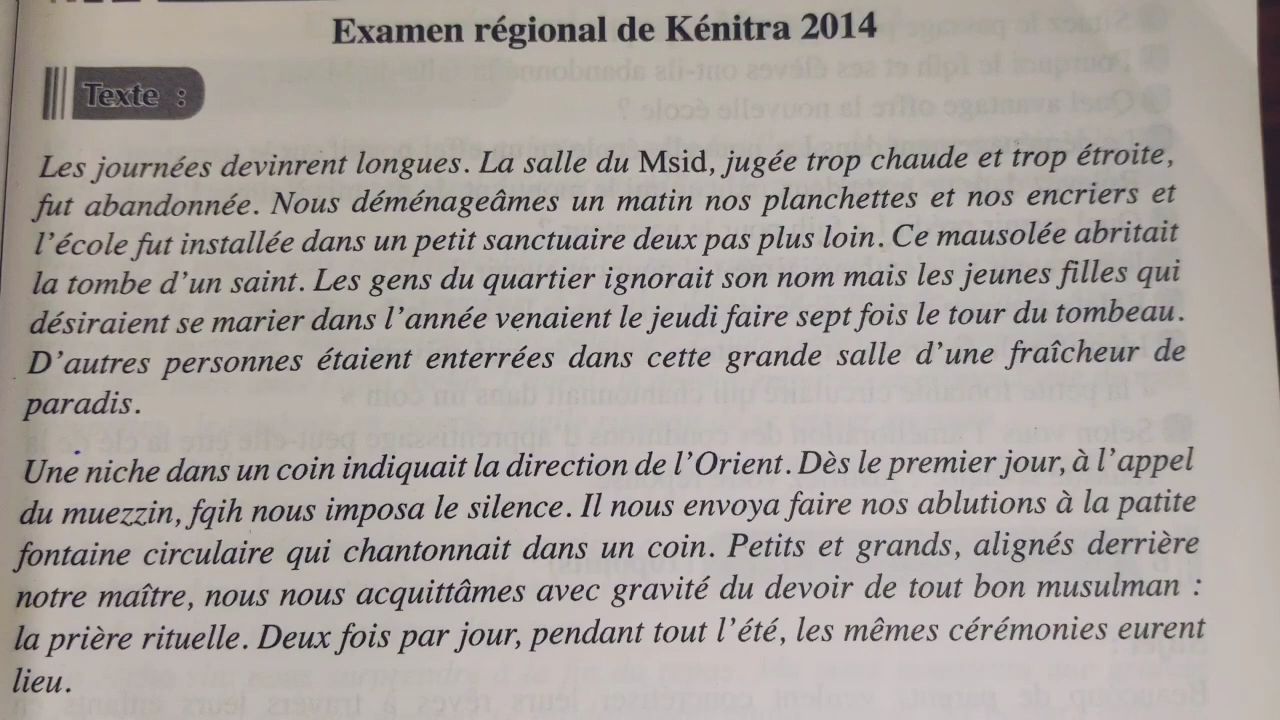 Examen régional de Kénitra 2014
Texte :
Les journées devinrent longues. La salle du Msid, jugée trop chaude et trop étroite,
fut abandonnée. Nous déménageâmes un matin nos planchettes et nos encriers et
l'école fut installée dans un petit sanctuaire deux pas plus loin. Ce mausolée abritait
la tombe d'un saint. Les gens du quartier ignorait son nom mais les jeunes filles qui
désiraient se marier dans l'année venaient le jeudi faire sept fois le tour du tombeau.
D'autres personnes étaient enterrées dans cette grande salle d'une fraîcheur de
paradis.
Une niche dans un coin indiquait la direction de l'Orient. Dès le premier jour, à l'appel
du muezzin, fqih nous imposa le silence. Il nous envoya faire nos ablutions à la patite
fontaine circulaire qui chantonnait dans un coin. Petits et grands, alignés derrière
notre maître, nous nous acquittâmes avec gravité du devoir de tout bon musulman :
la prière rituelle. Deux fois par jour, pendant tout l'été, les mêmes cérémonies eurent
lieu.